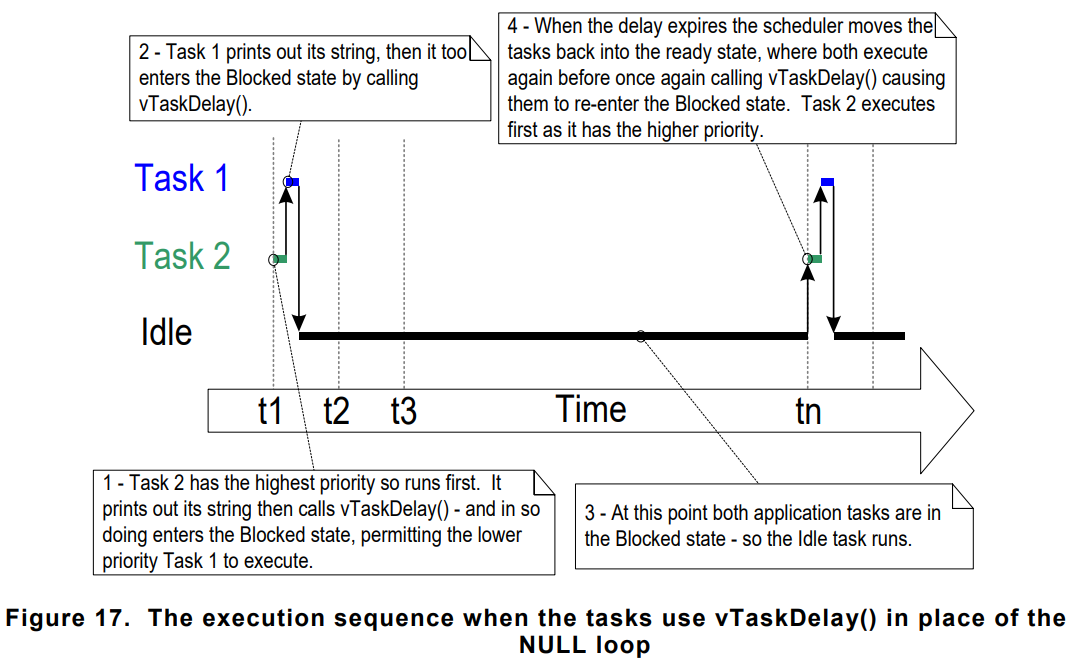 2 - Task 1 prints out its string, then it too
enters the Blocked state by calling
vTaskDelay().
4 - When the delay expires the scheduler moves the
tasks back into the ready state, where both execute
again before once again calling vTaskDelay() causing
them to re-enter the Blocked state.  Task 2 executes
first as it has the higher priority.
Task 1
Task 2
Idle
t1
t2
t3
Time
tn
1 - Task 2 has the highest priority so runs first.  It
prints out its string then calls vTaskDelay() - and in so
doing enters the Blocked state, permitting the lower
priority Task 1 to execute.
3 - At this point both application tasks are in
the Blocked state - so the Idle task runs.
Figure 17.  The execution sequence when the tasks use vTaskDelay() in place of the
NULL loop